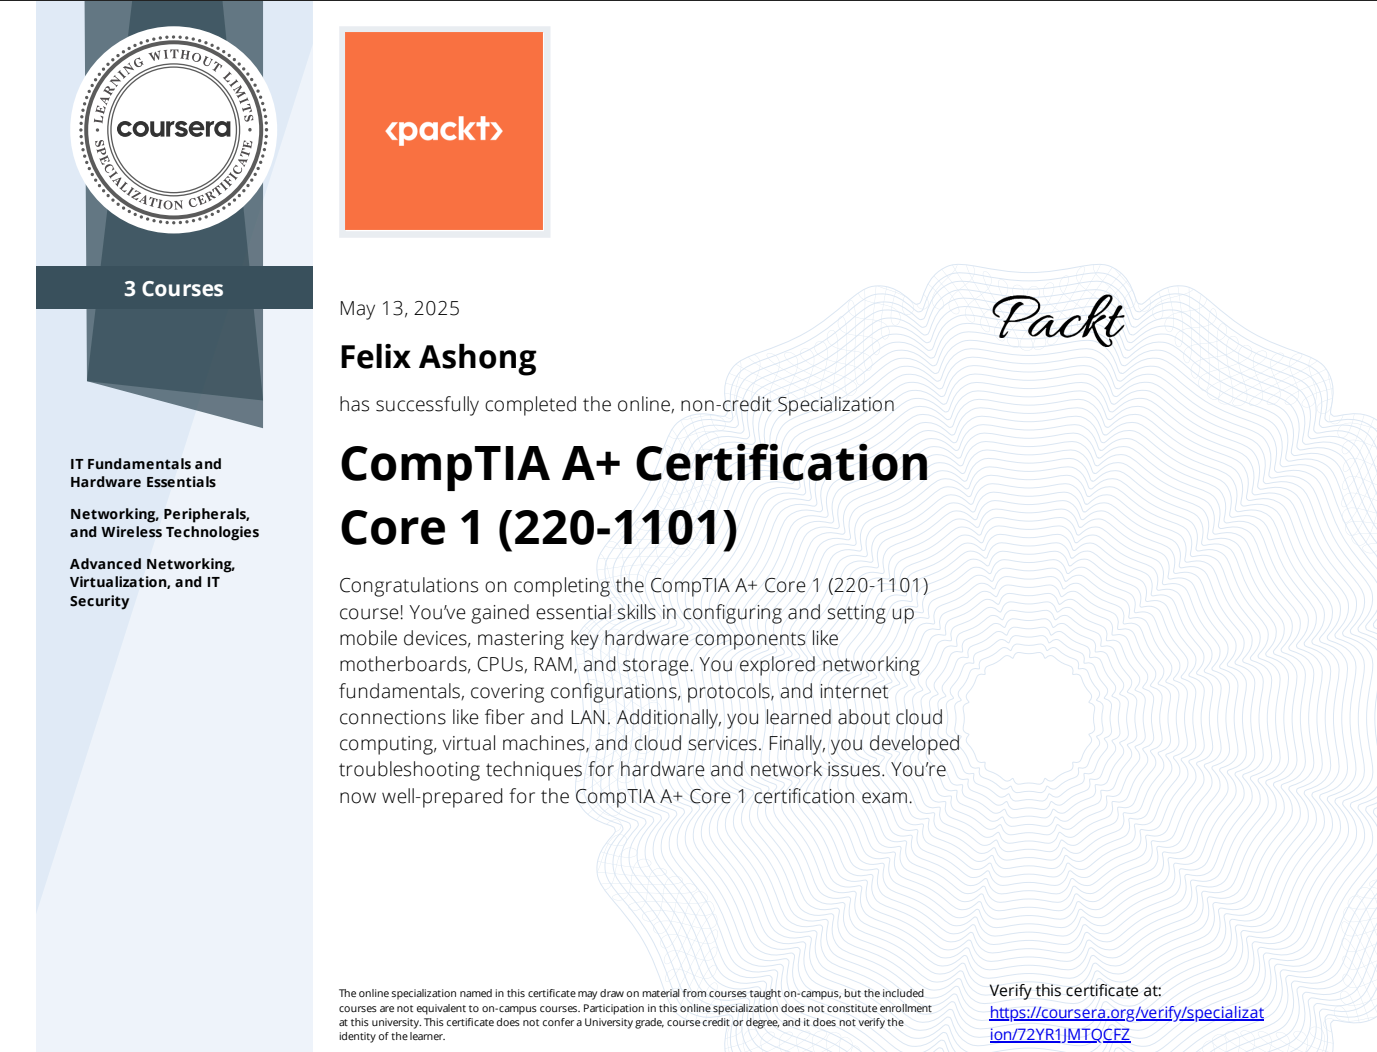 LEARNING WITHOUT LIMITS
coursera
SPECIALIZATION CERTIFICATE
3 Courses
IT Fundamentals and
Hardware Essentials
Networking, Peripherals,
and Wireless Technologies
Advanced Networking,
Virtualization, and IT
Security
<packt>
May 13, 2025
Packt
Felix Ashong
has successfully completed the online, non-credit Specialization
CompTIA A+ Certification
Core 1 (220-1101)
Congratulations on completing the CompTIA A+ Core 1 (220-1101)
course! You’ve gained essential skills in configuring and setting up
mobile devices, mastering key hardware components like
motherboards, CPUs, RAM, and storage. You explored networking
fundamentals, covering configurations, protocols, and internet
connections like fiber and LAN. Additionally, you learned about cloud
computing, virtual machines, and cloud services. Finally, you developed
troubleshooting techniques for hardware and network issues. You’re
now well-prepared for the CompTIA A+ Core 1 certification exam.
The online specialization named in this certificate may draw on material from courses taught on-campus, but the included
courses are not equivalent to on-campus courses. Participation in this online specialization does not constitute enrollment
at this university. This certificate does not confer a University grade, course credit or degree, and it does not verify the
identity of the learner.
Verify this certificate at:
https://coursera.org/verify/specializat
ion/72YR1JMTQCFZ